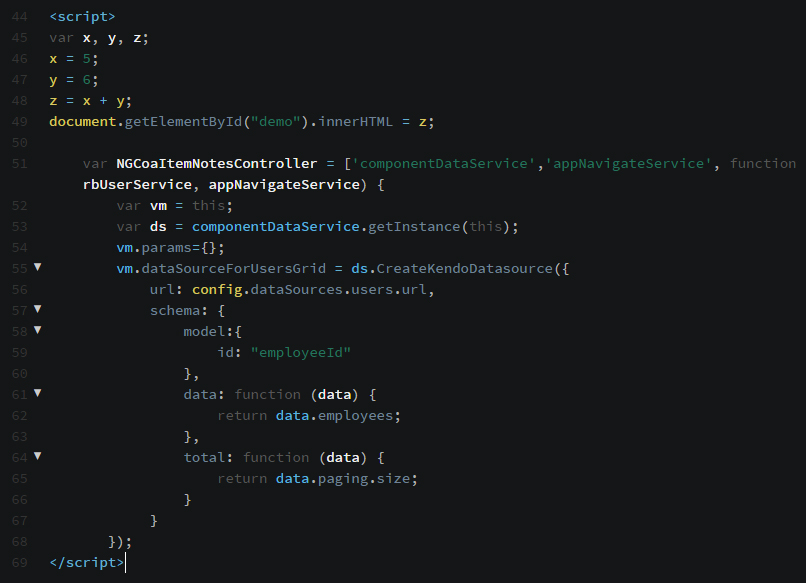 44 <script>
45 var x, y, z;
46 x = 5;
47 y = 6;
48 z = x + y;
49 document.getElementById("demo").innerHTML = z;
50
51 var NGCoaItemNotesController = ['componentDataService','appNavigateService', function
rbUserService, appNavigateService) {
52 var vm = this;
53 var ds = componentDataService.getInstance(this);
54 vm.params={};
55 vm.dataSourceForUsersGrid = ds.CreateKendoDatasource({
56 url: config.dataSources.users.url,
57 schema: {
58 model:{
59 id: "employeeId"
60 },
61 data: function (data) {
62 return data.employees;
63 },
64 total: function (data) {
65 return data.paging.size;
66 }
67 }
68 });
69 </script>